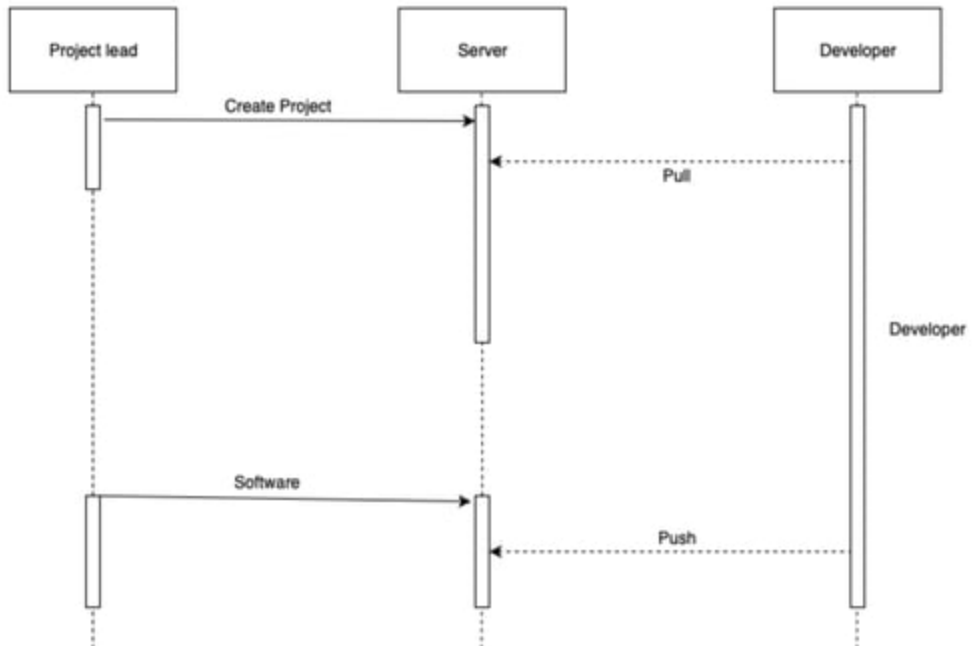 Project lead
Server
Developer
Create Project
Pull
Developer
Software
Push